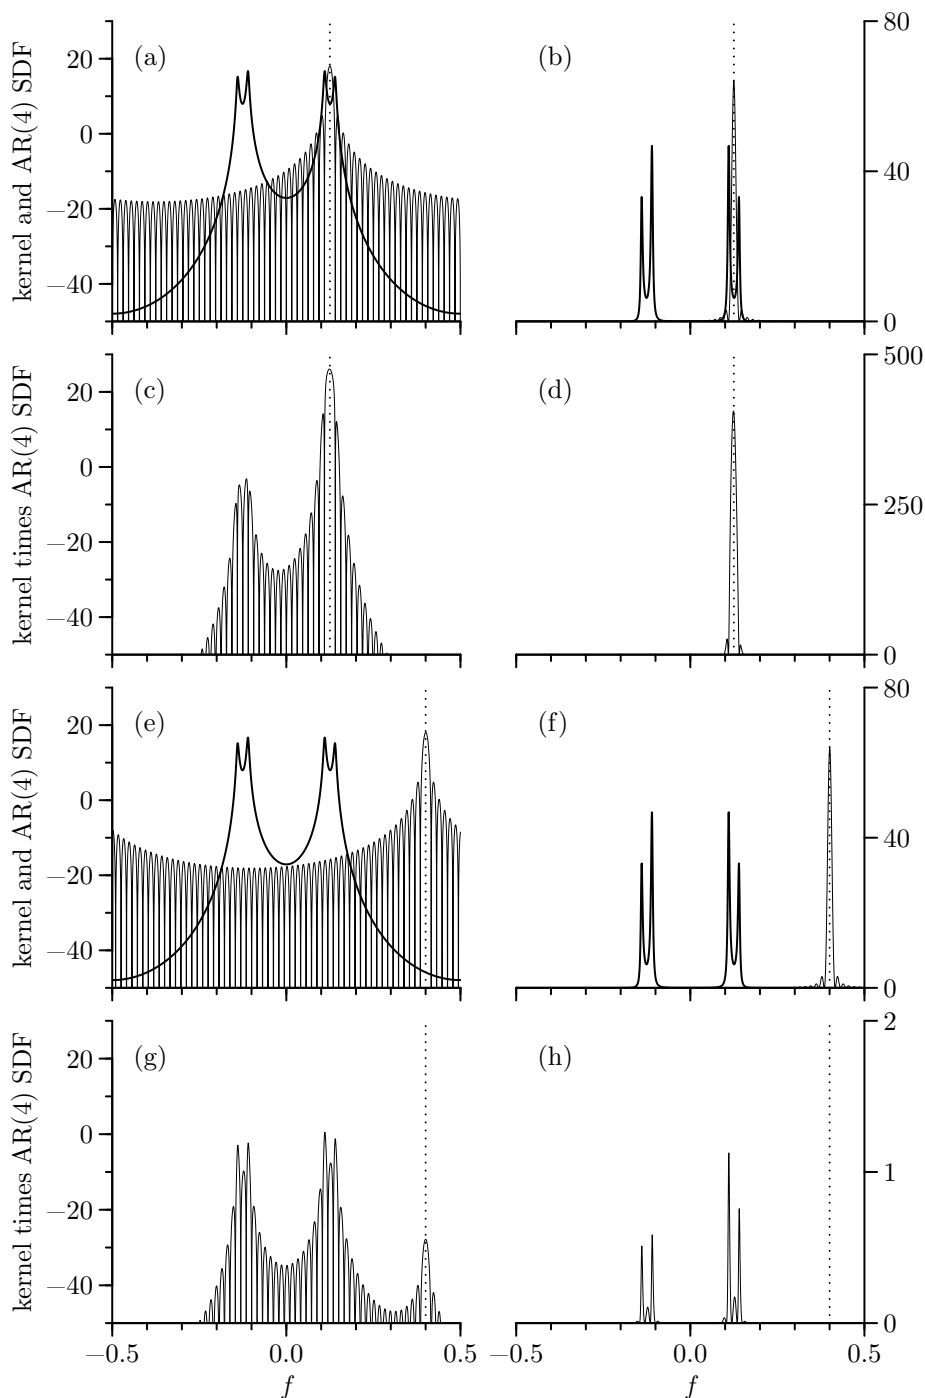 kernel and AR(4) SDF
20
0
−20
−40
(a)
(b)
80
40
0
kernel times AR(4) SDF
20
0
−20
−40
(c)
(d)
500
250
0
kernel and AR(4) SDF
20
0
−20
−40
(e)
(f)
80
40
0
kernel times AR(4) SDF
20
0
−20
−40
(g)
(h)
2
1
0
−0.5 0.0 0.5 −0.5 0.0 0.5
f f